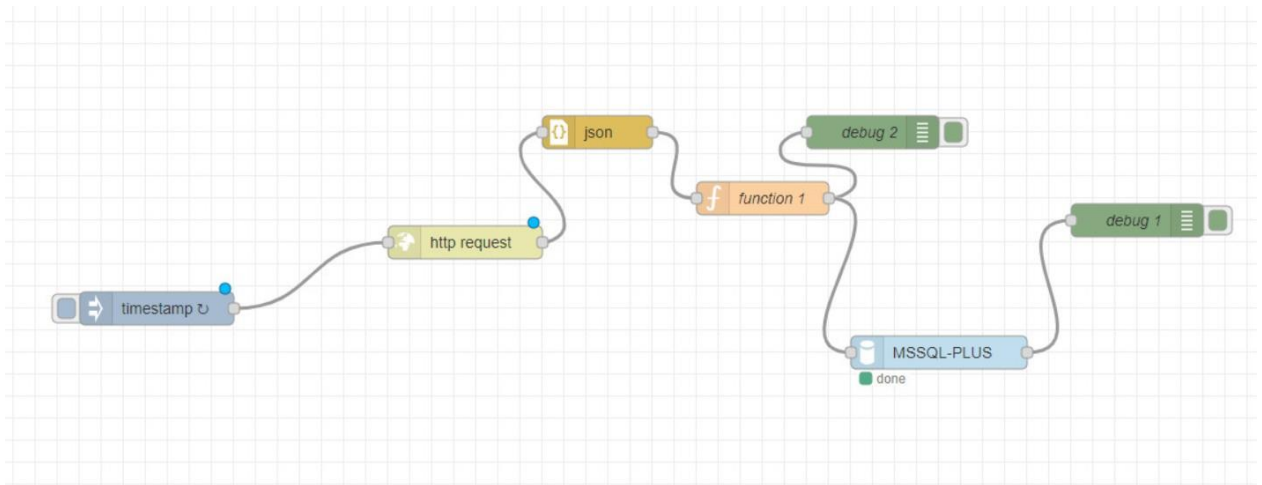 json
debug 2
function 1
debug 1
http request
timestamp ↻
MSSQL-PLUS
done